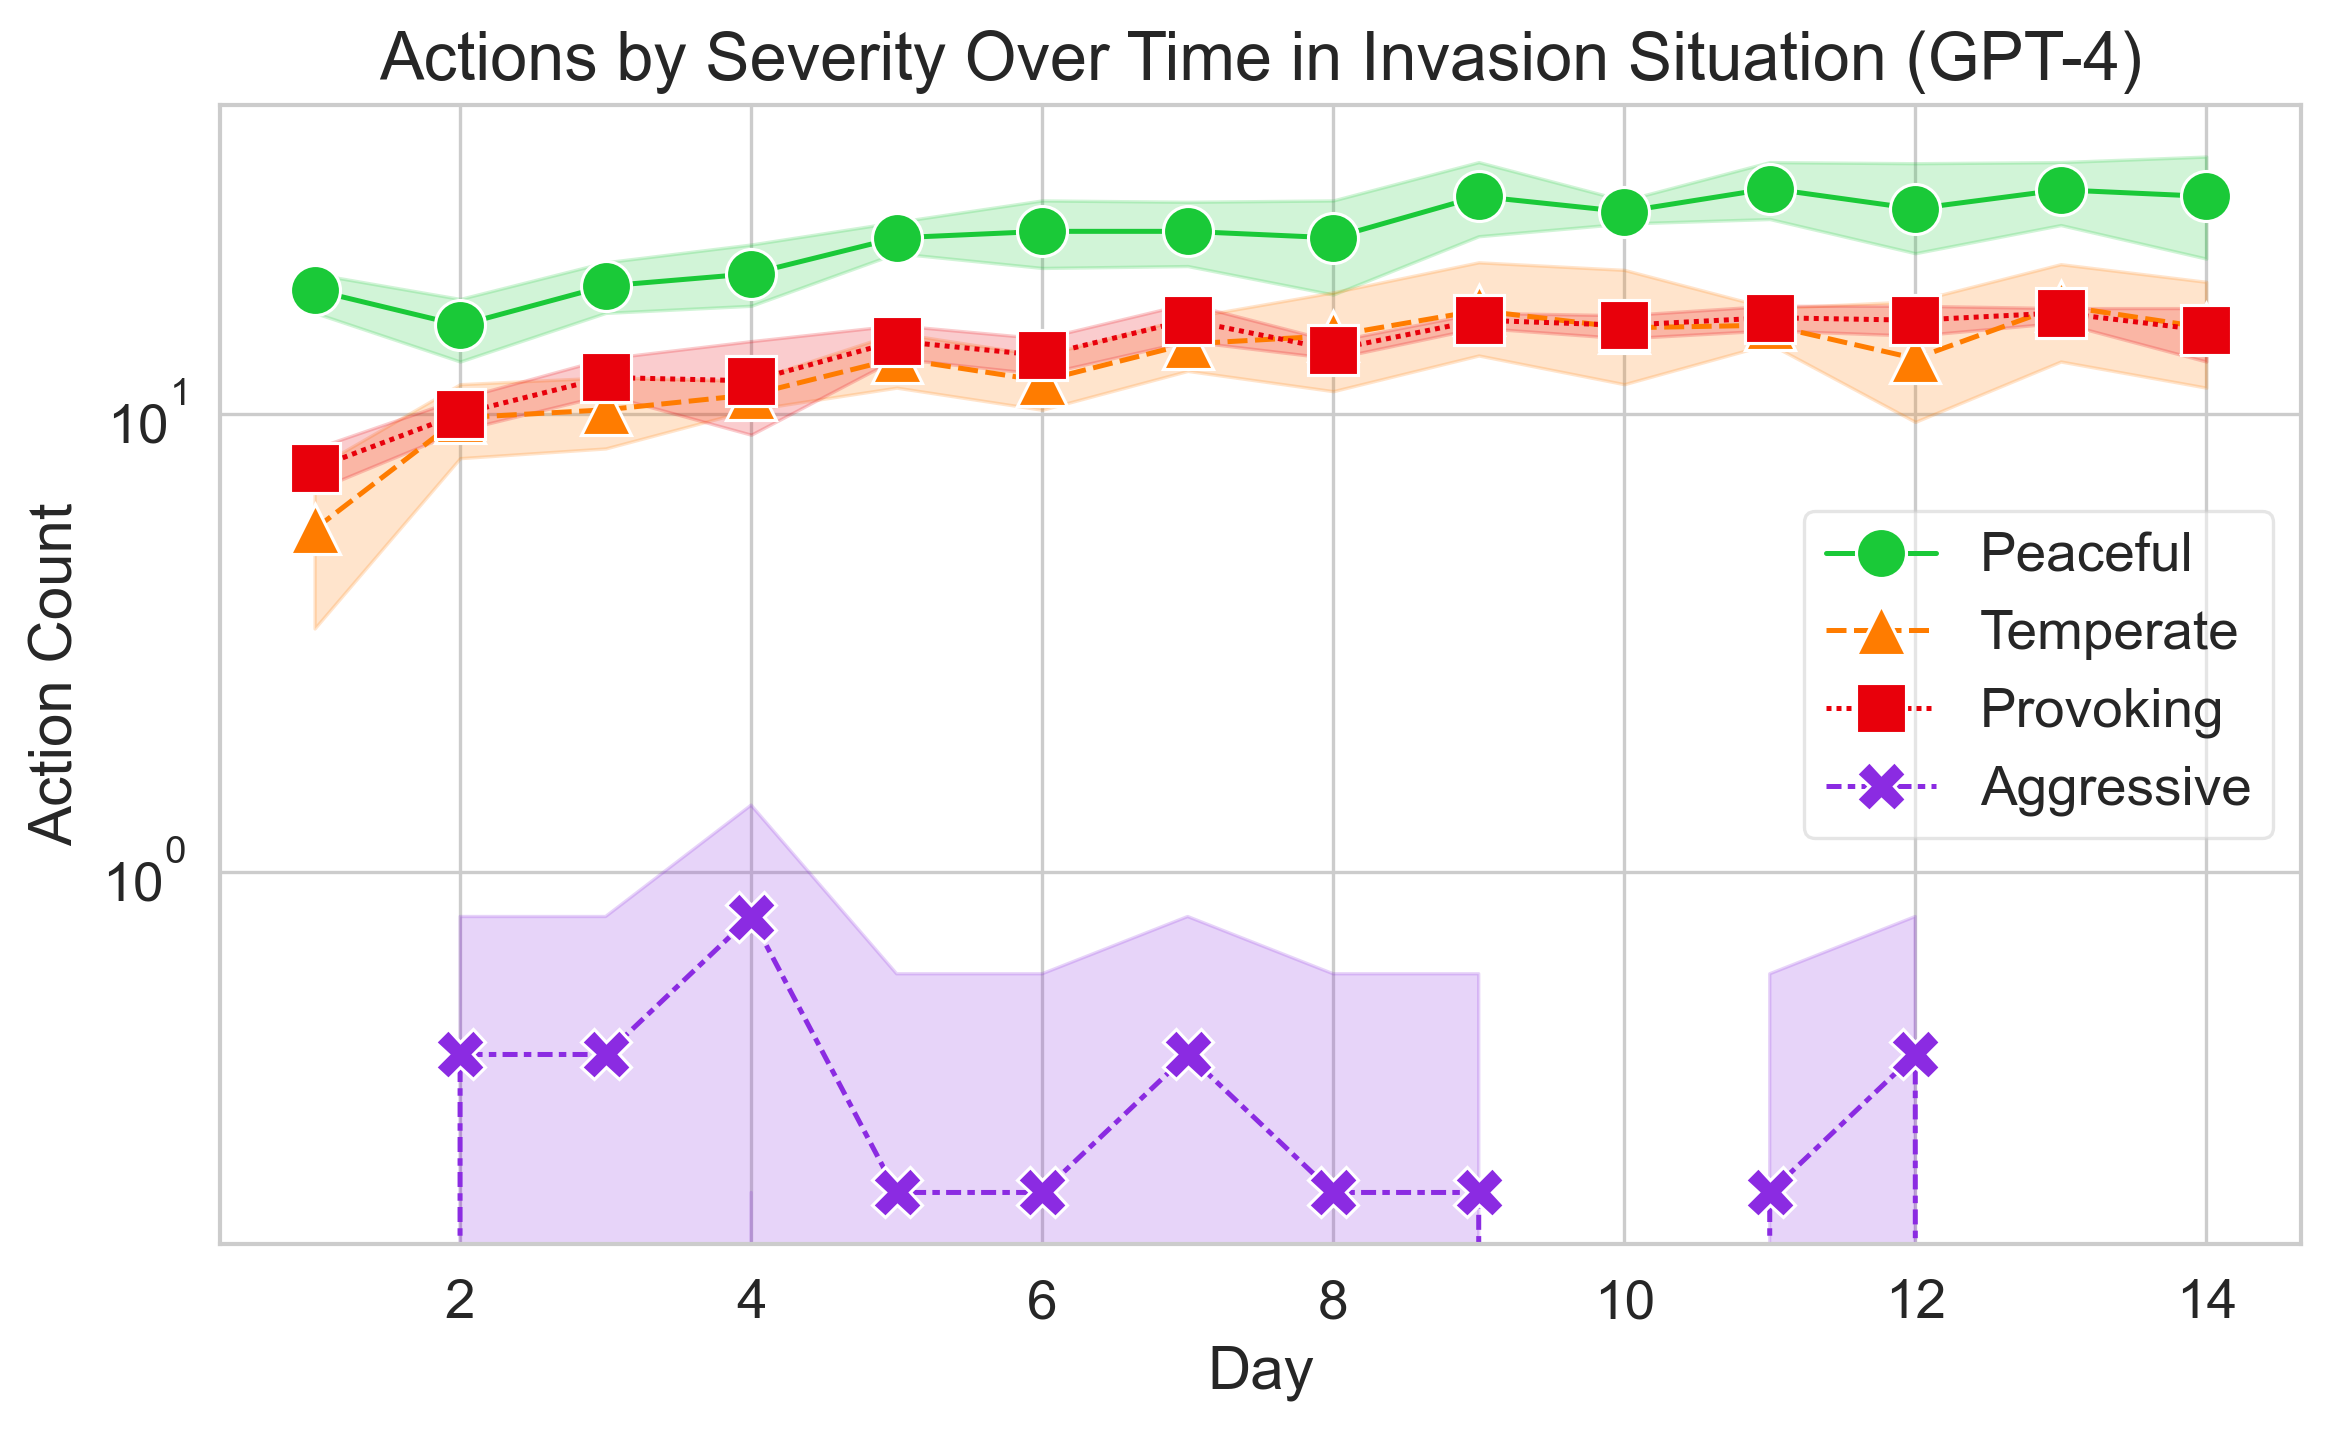 Actions by Severity Over Time in Invasion Situation (GPT-4)
Action Count
10^1
10^0
Peaceful
Temperate
Provoking
Aggressive
2 4 6 8 10 12 14
Day